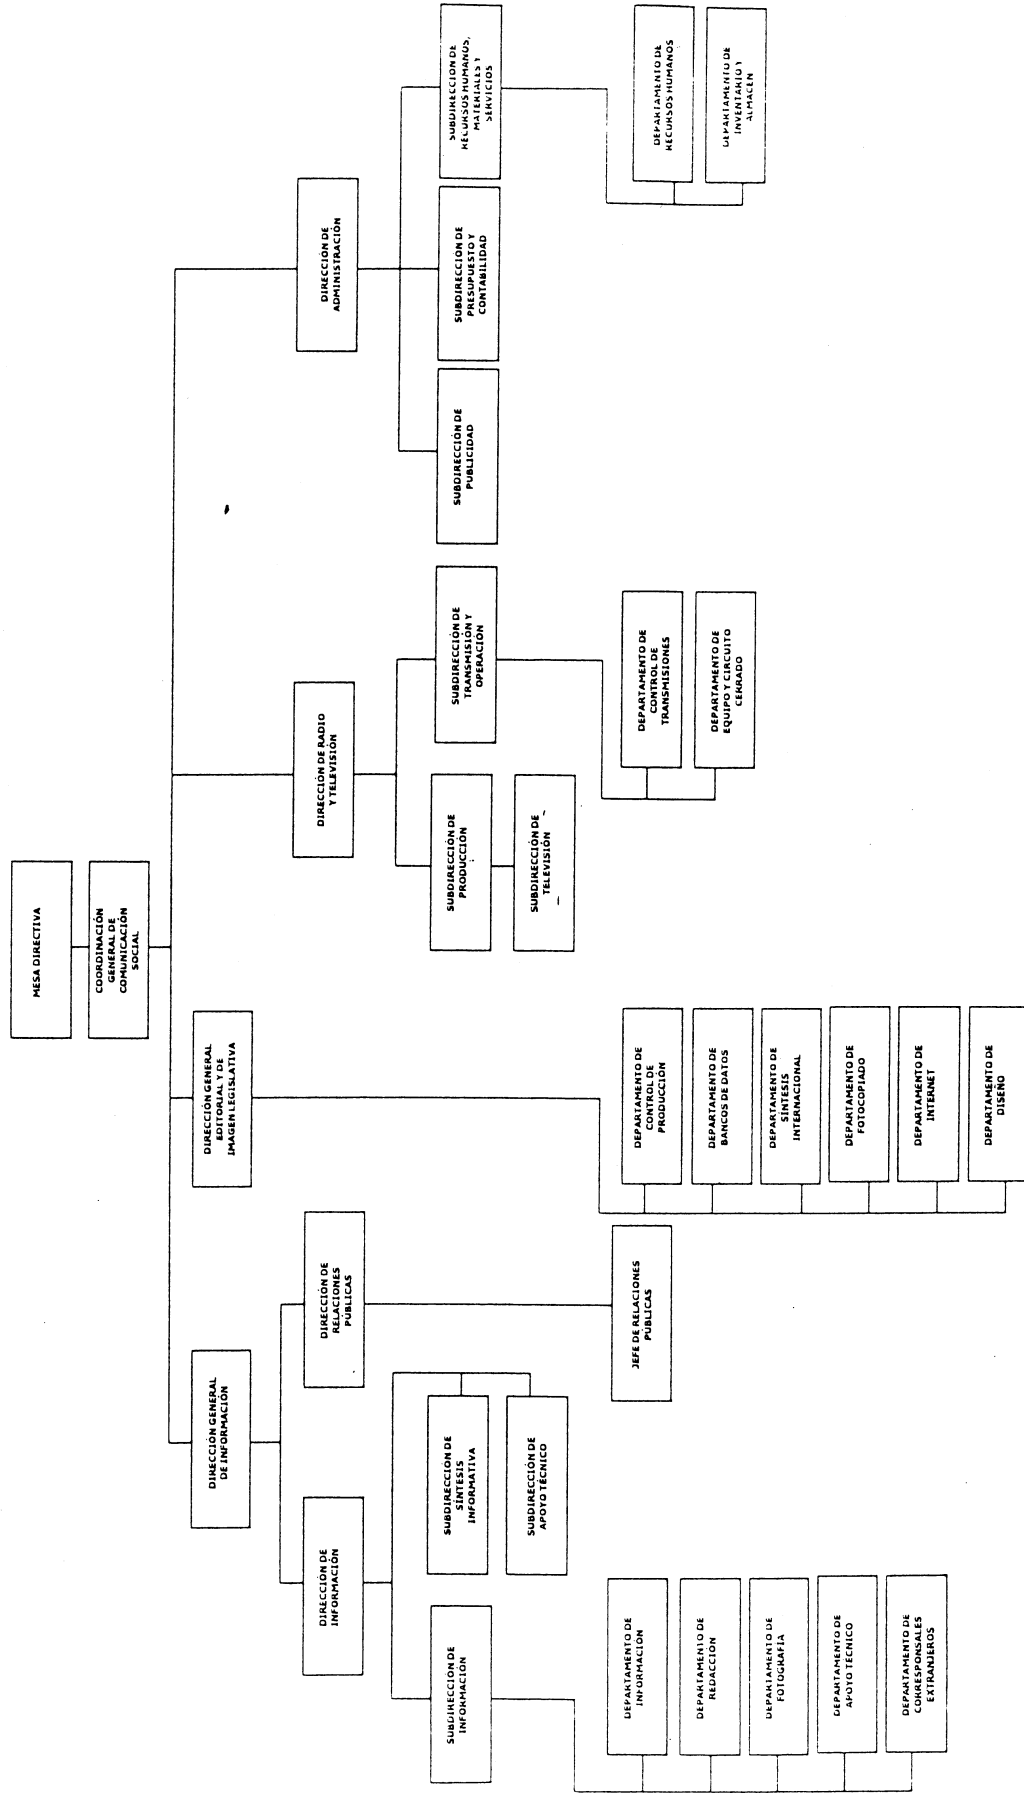 MESA DIRECTIVA
COORDINACIÓN
GENERAL DE
COMUNICACIÓN
SOCIAL
DIRECCIÓN GENERAL
DE INFORMACIÓN
DIRECCIÓN GENERAL
EDITORIAL Y DE
IMAGEN LEGISLATIVA
DIRECCIÓN DE
INFORMACIÓN
DIRECCIÓN DE
RELACIONES
PÚBLICAS
DIRECCIÓN DE RADIO
Y TELEVISIÓN
DIRECCIÓN DE
ADMINISTRACIÓN
SUBDIRECCIÓN DE
INFORMACIÓN
SUBDIRECCION DE
SÍNTESIS
INFORMATIVA
SUBDIRECCIÓN DE
APOYO TÉCNICO
SUBDIRECCIÓN DE
PRODUCCIÓN
SUBDIRECCIÓN DE
TELEVISIÓN
SUBDIRECCIÓN DE
TRANSMISIÓN Y
OPERACIÓN
SUBDIRECCIÓN DE
PUBLICIDAD
SUBDIRECCION DE
PRESUPUESTO Y
CONTABILIDAD
SUBDIRECCION DE
RECURSOS HUMANOS,
MATERIALES Y
SERVICIOS
DEPARTAMENTO DE
INFORMACIÓN
DEPARTAMENTO DE
REDACCIÓN
DEPARTAMENTO DE
FOTOGRAFÍA
DEPARTAMENTO DE
APOYO TÉCNICO
DEPARTAMENTO DE
CORRESPONSALES
EXTRANJEROS
JEFE DE RELACIONES
PÚBLICAS
DEPARTAMENTO DE
CONTROL DE
PRODUCCIÓN
DEPARTAMENTO DE
BANCOS DE DATOS
DEPARTAMENTO DE
SÍNTESIS
INTERNACIONAL
DEPARTAMENTO DE
FOTOCOPIADO
DEPARTAMENTO DE
INTERNET
DEPARTAMENTO DE
DISEÑO
DEPARTAMENTO DE
CONTROL DE
TRANSMISIONES
DEPARTAMENTO DE
EQUIPO Y CIRCUITO
CERRADO
DEPARTAMENTO DE
RECURSOS HUMANOS
DEPARTAMENTO DE
INVENTARIO Y
ALMACEN